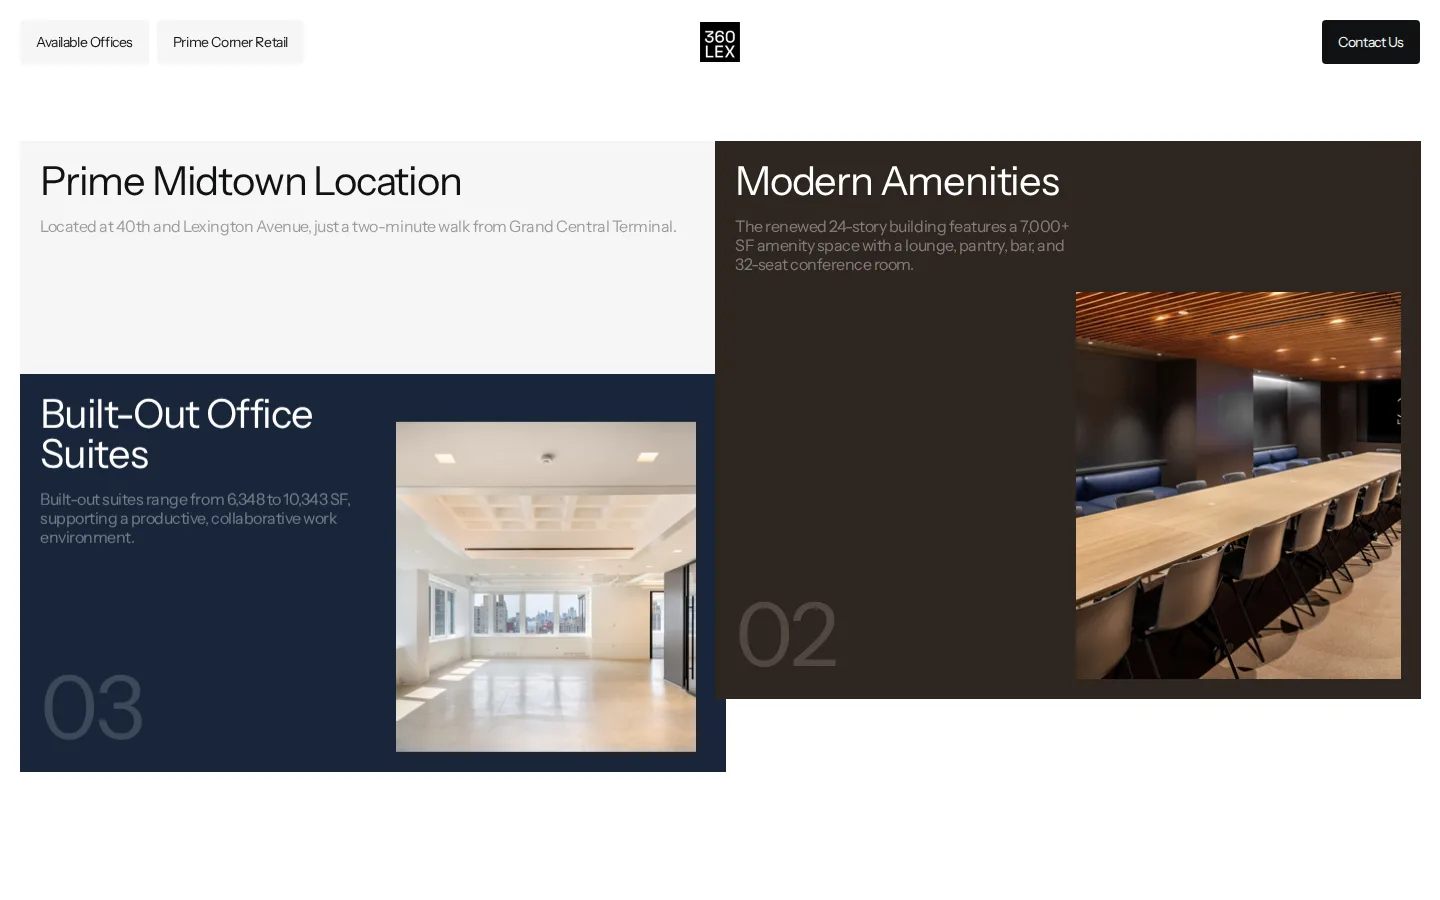 Available Offices
Prime Corner Retail
360
LEX
Contact Us
Prime Midtown Location
Located at 40th and Lexington Avenue, just a two-minute walk from Grand Central Terminal.
Modern Amenities
The renewed 24-story building features a 7,000+
SF amenity space with a lounge, pantry, bar, and
32-seat conference room.
02
Built-Out Office
Suites
Built-out suites range from 6,348 to 10,343 SF,
supporting a productive, collaborative work
environment.
03